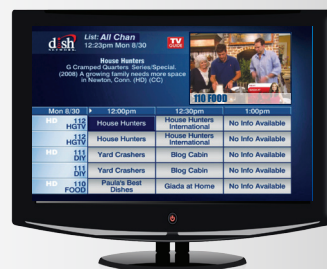 dish
NETWORK
List: All Chan
12:23pm Mon 8/30
TV
GUIDE
House Hunters
G Cramped Quarters Series/
Special.
(2008) A growing family needs more space
in Newton, Conn. (HD) (CC)
110 FOOD
Mon 8/30 12:00pm 12:30pm 1:00pm
HD 112 HGTV House Hunters House Hunters International No Info Available
112 HGTV House Hunters House Hunters International No Info Available
HD 111 DIY Yard Crashers Blog Cabin No Info Available
111 DIY Yard Crashers Blog Cabin No Info Available
HD 110 FOOD Paula's Best Dishes Giada at Home No Info Available